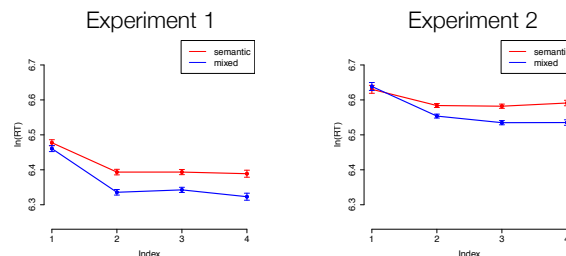 Experiment 1
semantic
mixed
ln(RT)
6.7
6.6
6.5
6.4
6.3
1 2 3 4
Index
Experiment 2
semanti
mixed
ln(RT)
6.7
6.6
6.5
6.4
6.3
1 2 3 4
Index